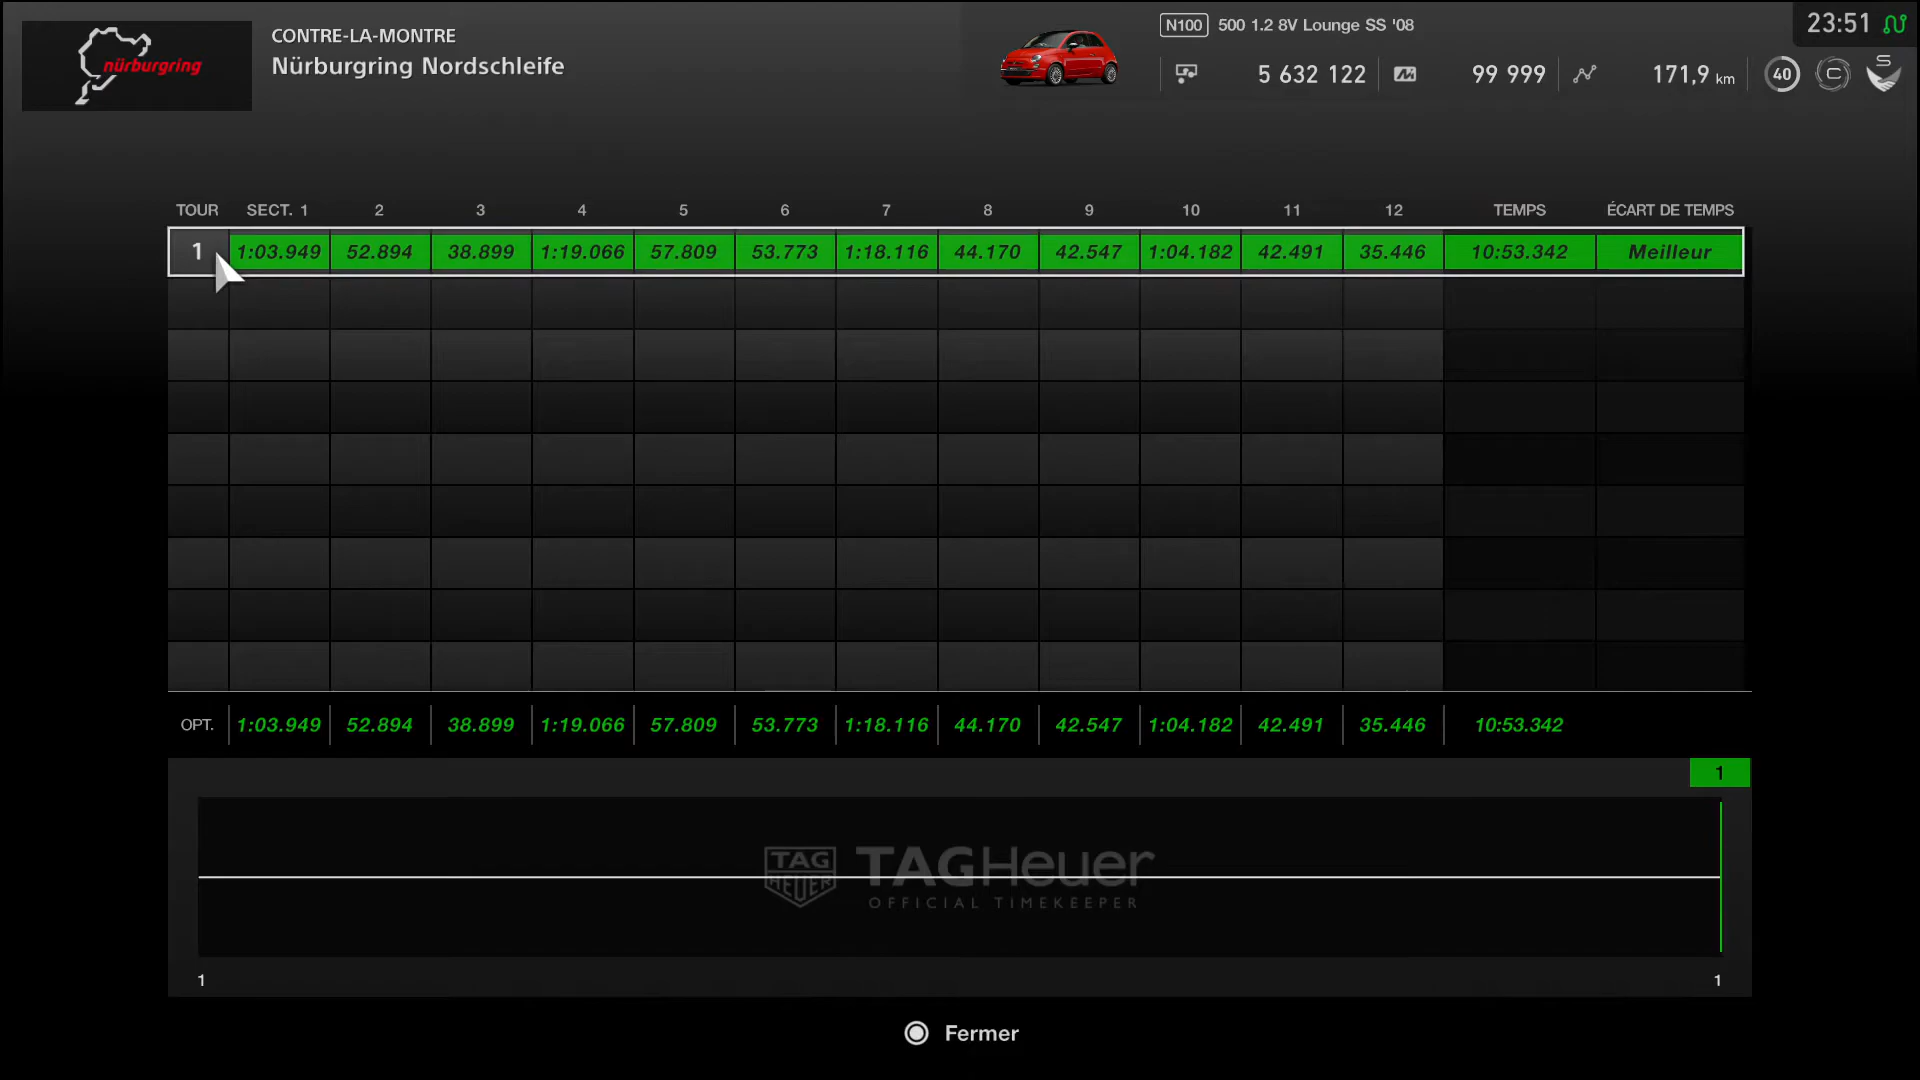 nürburgring
CONTRE-LA-MONTRE
Nürburgring Nordschleife
N100 500 1.2 8V Lounge SS '08
5 632 122 99 999 171,9 km 40 C S
23:51
TOUR SECT. 1 2 3 4 5 6 7 8 9 10 11 12 TEMPS ÉCART DE TEMPS
1 1:03.949 52.894 38.899 1:19.066 57.809 53.773 1:18.116 44.170 42.547 1:04.182 42.491 35.446 10:53.342 Meilleur
OPT. 1:03.949 52.894 38.899 1:19.066 57.809 53.773 1:18.116 44.170 42.547 1:04.182 42.491 35.446 10:53.342
1
TAG HEUER
TAGHeuer
OFFICIAL TIMEKEEPER
1 1
Fermer